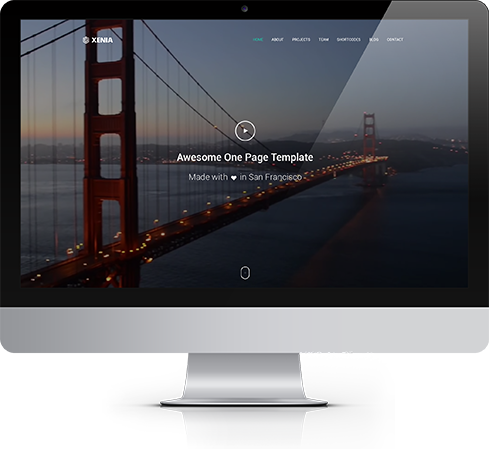 XENIA
HOME ABOUT PROJECTS TEAM SHORTCODES BLOG CONTACT
Awesome One Page Template
Made with ❤ in San Francisco